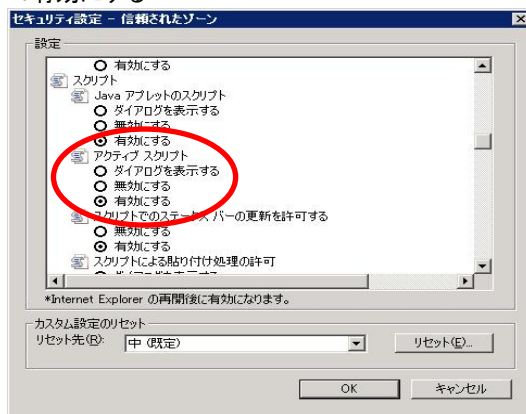 の有効にする
セキュリティ設定 - 信頼されたゾーン
設定
有効にする
スクリプト
Java アプレットのスクリプト
ダイアログを表示する
無効にする
有効にする
アクティブ スクリプト
ダイアログを表示する
無効にする
有効にする
スクリプトでのステータス バーの更新を許可する
無効にする
有効にする
スクリプトによる貼り付け処理の許可
*Internet Explorer の再開後に有効になります。
カスタム設定のリセット
リセット先(R): 中 (既定) リセット(E)...
OK キャンセル